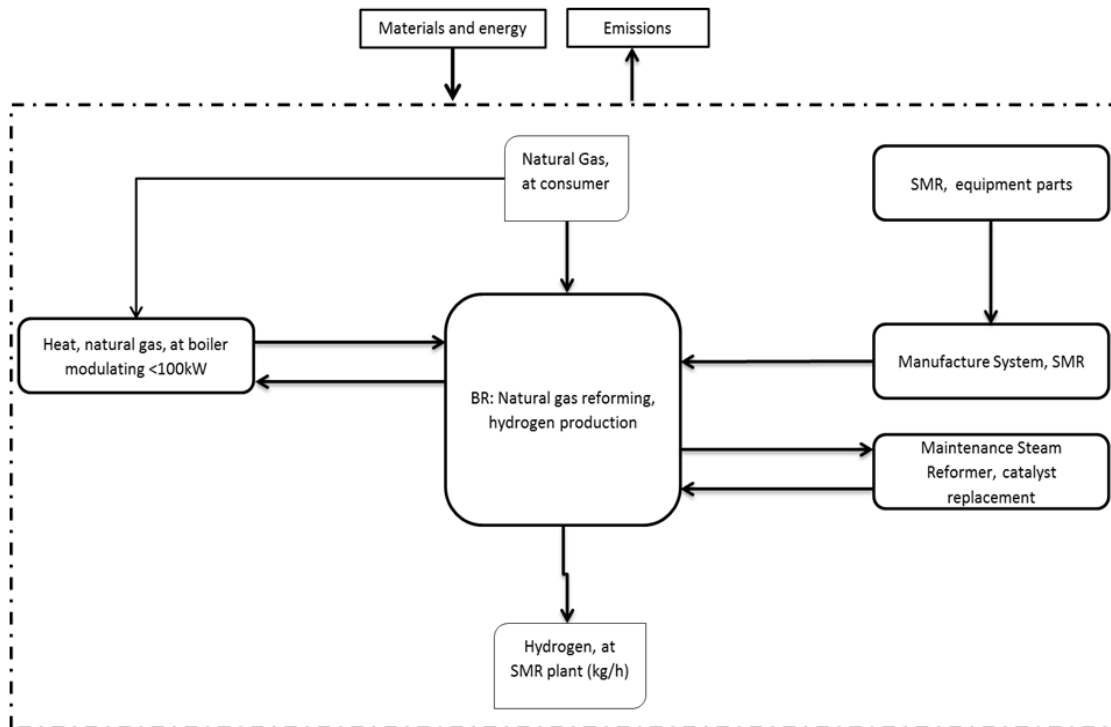 Materials and energy
Emissions
Natural Gas,
at consumer
SMR, equipment parts
Heat, natural gas, at boiler
modulating <100kW
Manufacture System, SMR
BR: Natural gas reforming,
hydrogen production
Maintenance Steam
Reformer, catalyst
replacement
Hydrogen, at
SMR plant (kg/h)